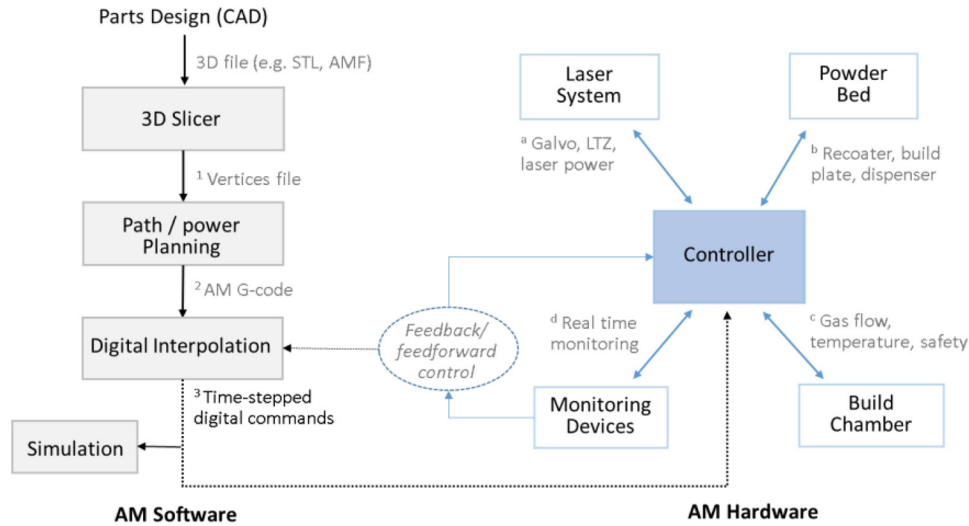 Parts Design (CAD)
3D file (e.g. STL, AMF)
3D Slicer
1 Vertices file
Path / power
Planning
2 AM G-code
Digital Interpolation
3 Time-stepped
digital commands
Simulation
AM Software
Feedback/
feedforward
control
Laser
System
Powder
Bed
a Galvo, LTZ,
laser power
b Recoater, build
plate, dispenser
Controller
d Real time
monitoring
c Gas flow,
temperature, safety
Monitoring
Devices
Build
Chamber
AM Hardware